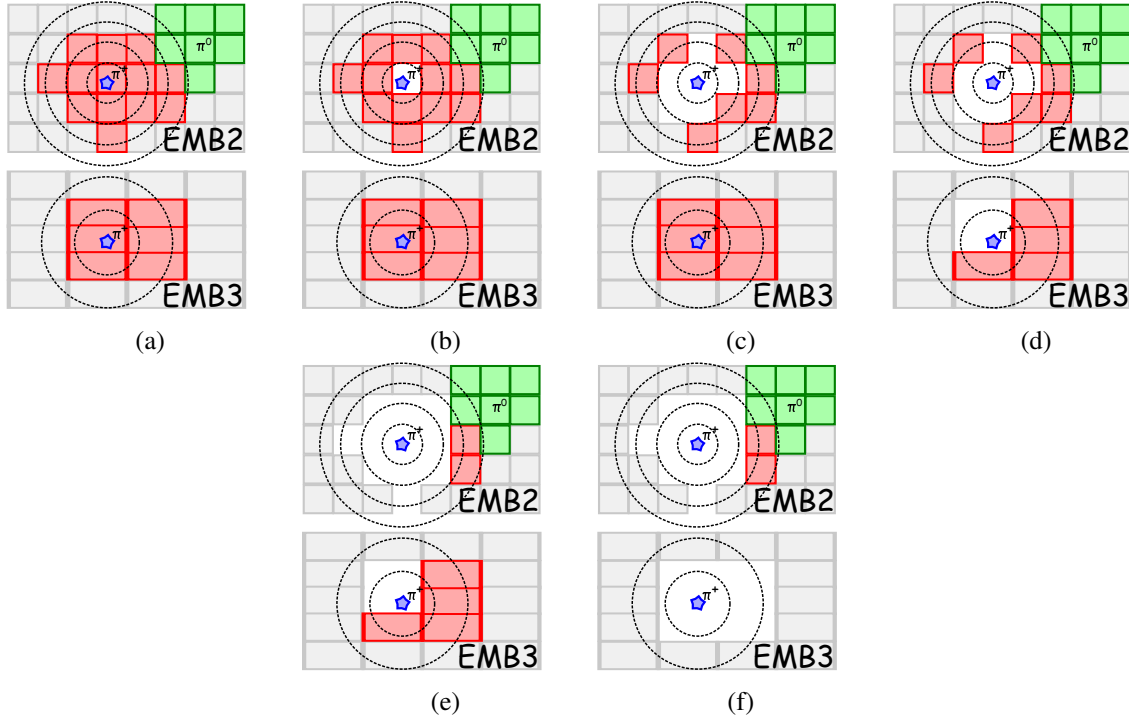 π⁰ π⁰ π⁰ π⁰
π⁺ π⁺ π⁺ π⁺
EMB2 EMB2 EMB2 EMB2
π⁺ π⁺ π⁺ π⁺
EMB3 EMB3 EMB3 EMB3
(a) (b) (c) (d)
π⁰ π⁰
π⁺ π⁺
EMB2 EMB2
π⁺ π⁺
EMB3 EMB3
(e) (f)